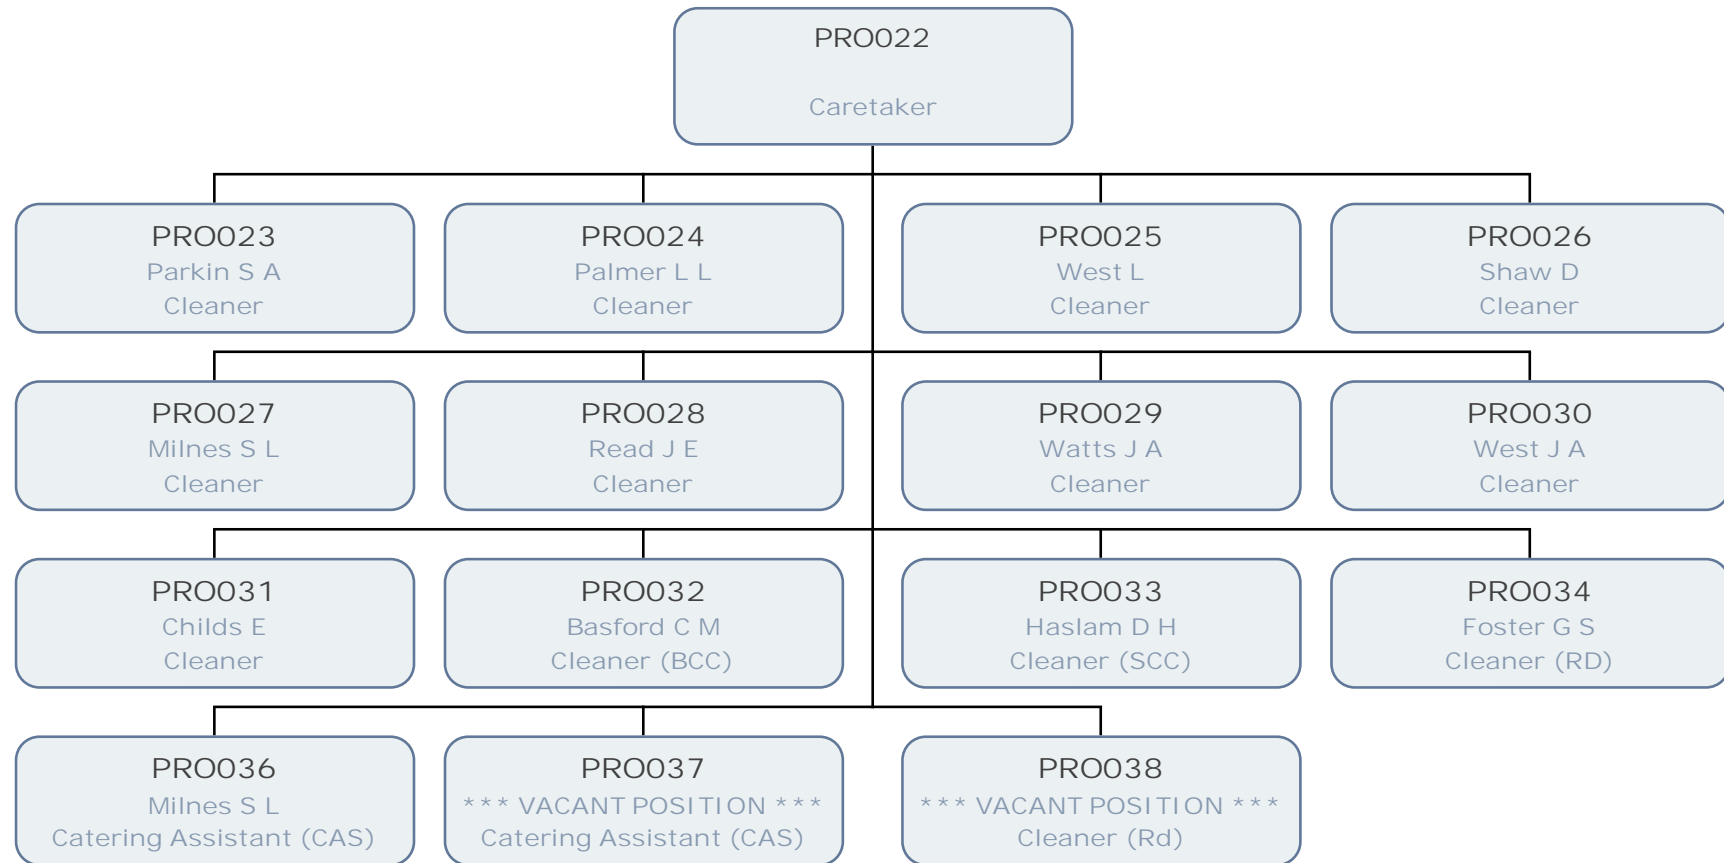 PRO022
Caretaker
PRO023
Parkin S A
Cleaner
PRO024
Palmer L L
Cleaner
PRO025
West L
Cleaner
PRO026
Shaw D
Cleaner
PRO027
Milnes S L
Cleaner
PRO028
Read J E
Cleaner
PRO029
Watts J A
Cleaner
PRO030
West J A
Cleaner
PRO031
Childs E
Cleaner
PRO032
Basford C M
Cleaner (BCC)
PRO033
Haslam D H
Cleaner (SCC)
PRO034
Foster G S
Cleaner (RD)
PRO036
Milnes S L
Catering Assistant (CAS)
PRO037
*** VACANT POSITION ***
Catering Assistant (CAS)
PRO038
*** VACANT POSITION ***
Cleaner (Rd)